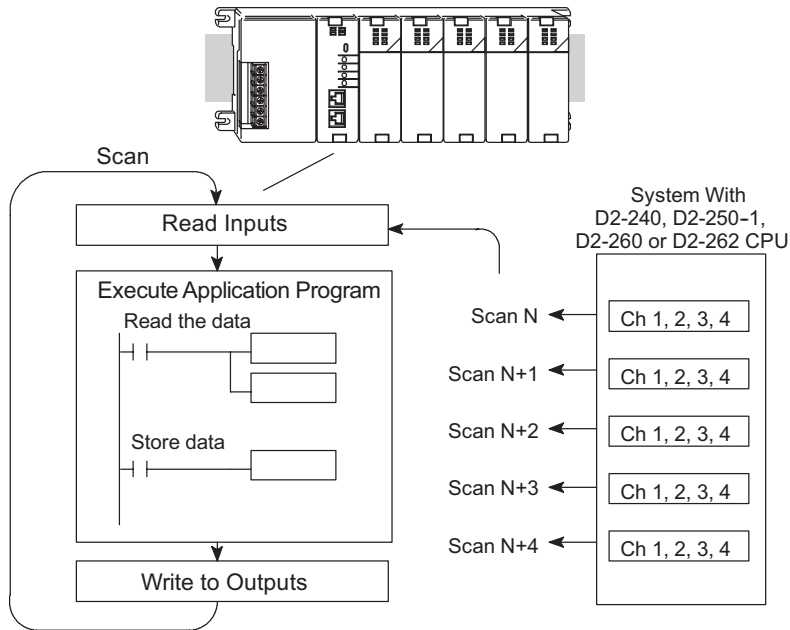 Scan
Read Inputs
Execute Application Program
Read the data
Store data
Write to Outputs
System With
D2-240, D2-250-1,
D2-260 or D2-262 CPU
Scan N
Ch 1, 2, 3, 4
Scan N+1
Ch 1, 2, 3, 4
Scan N+2
Ch 1, 2, 3, 4
Scan N+3
Ch 1, 2, 3, 4
Scan N+4
Ch 1, 2, 3, 4